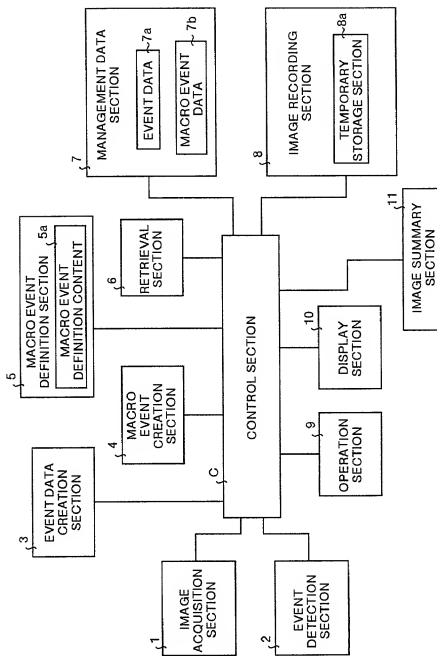 1
IMAGE
ACQUISITION
SECTION
2
EVENT
DETECTION
SECTION
3
EVENT DATA
CREATION
SECTION
4
MACRO
EVENT
CREATION
SECTION
5
MACRO EVENT
DEFINITION SECTION
5a
MACRO EVENT
DEFINITION CONTENT
6
RETRIEVAL
SECTION
7
MANAGEMENT DATA
SECTION
7a
EVENT DATA
7b
MACRO EVENT
DATA
C
CONTROL SECTION
8
IMAGE RECORDING
SECTION
8a
TEMPORARY
STORAGE SECTION
9
OPERATION
SECTION
10
DISPLAY
SECTION
11
IMAGE SUMMARY
SECTION